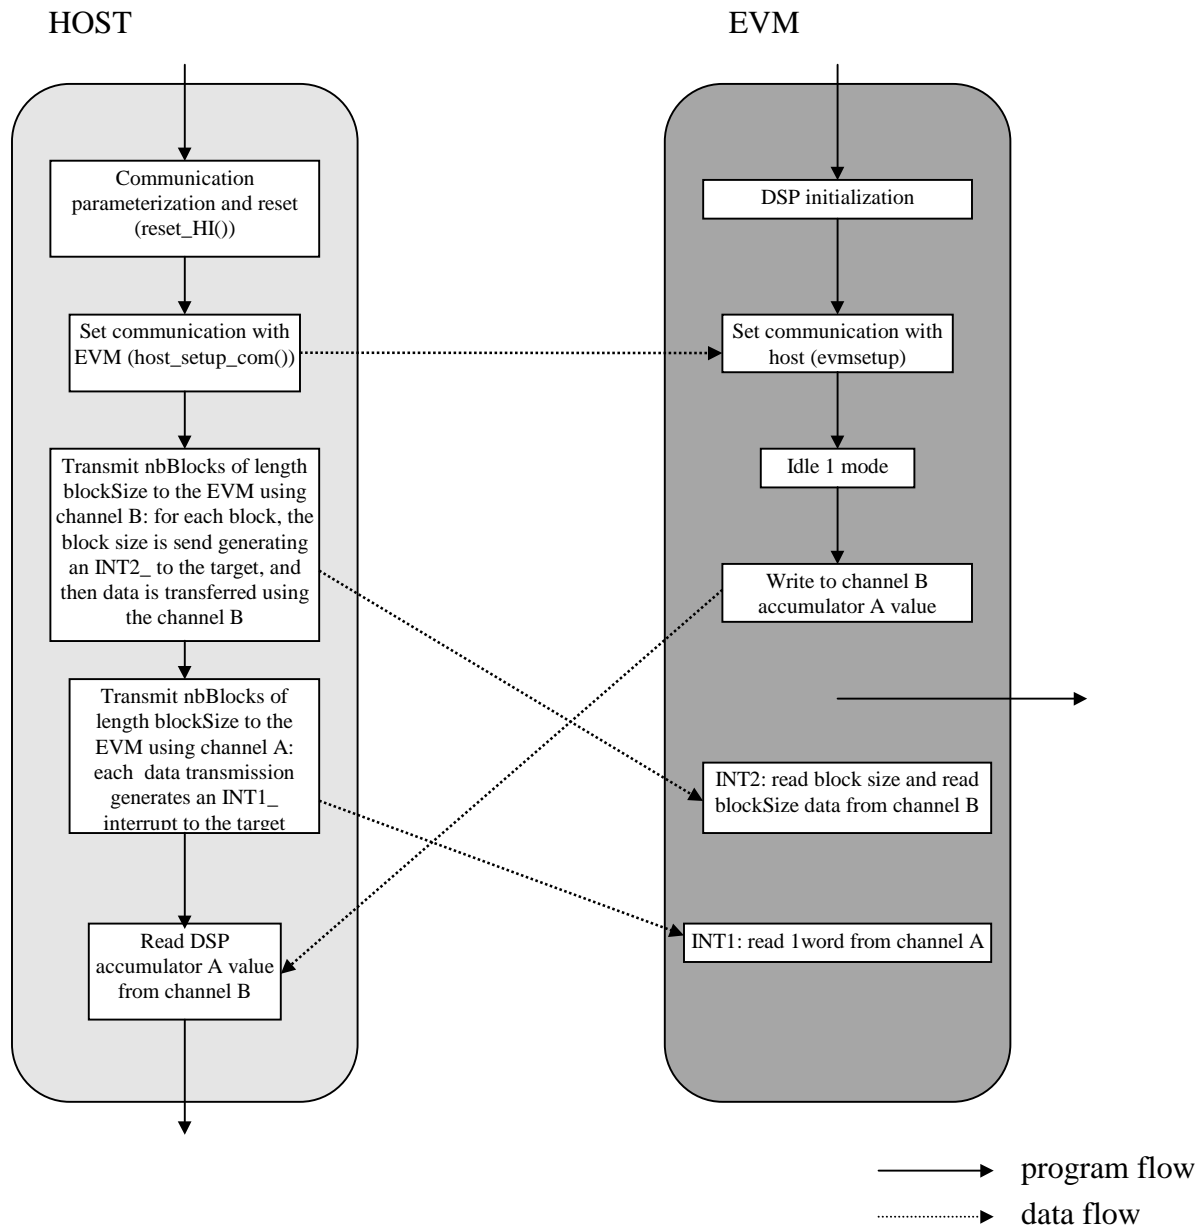 HOST
Communication
parameterization and reset
(reset_HI())
Set communication with
EVM (host_setup_com())
Transmit nbBlocks of length
blockSize to the EVM using
channel B: for each block, the
block size is send generating
an INT2_ to the target, and
then data is transferred using
the channel B
Transmit nbBlocks of
length blockSize to the
EVM using channel A:
each data transmission
generates an INT1_
interrupt to the target
Read DSP
accumulator A value
from channel B
EVM
DSP initialization
Set communication with
host (evmsetup)
Idle 1 mode
Write to channel B
accumulator A value
INT2: read block size and read
blockSize data from channel B
INT1: read 1word from channel A
program flow
data flow